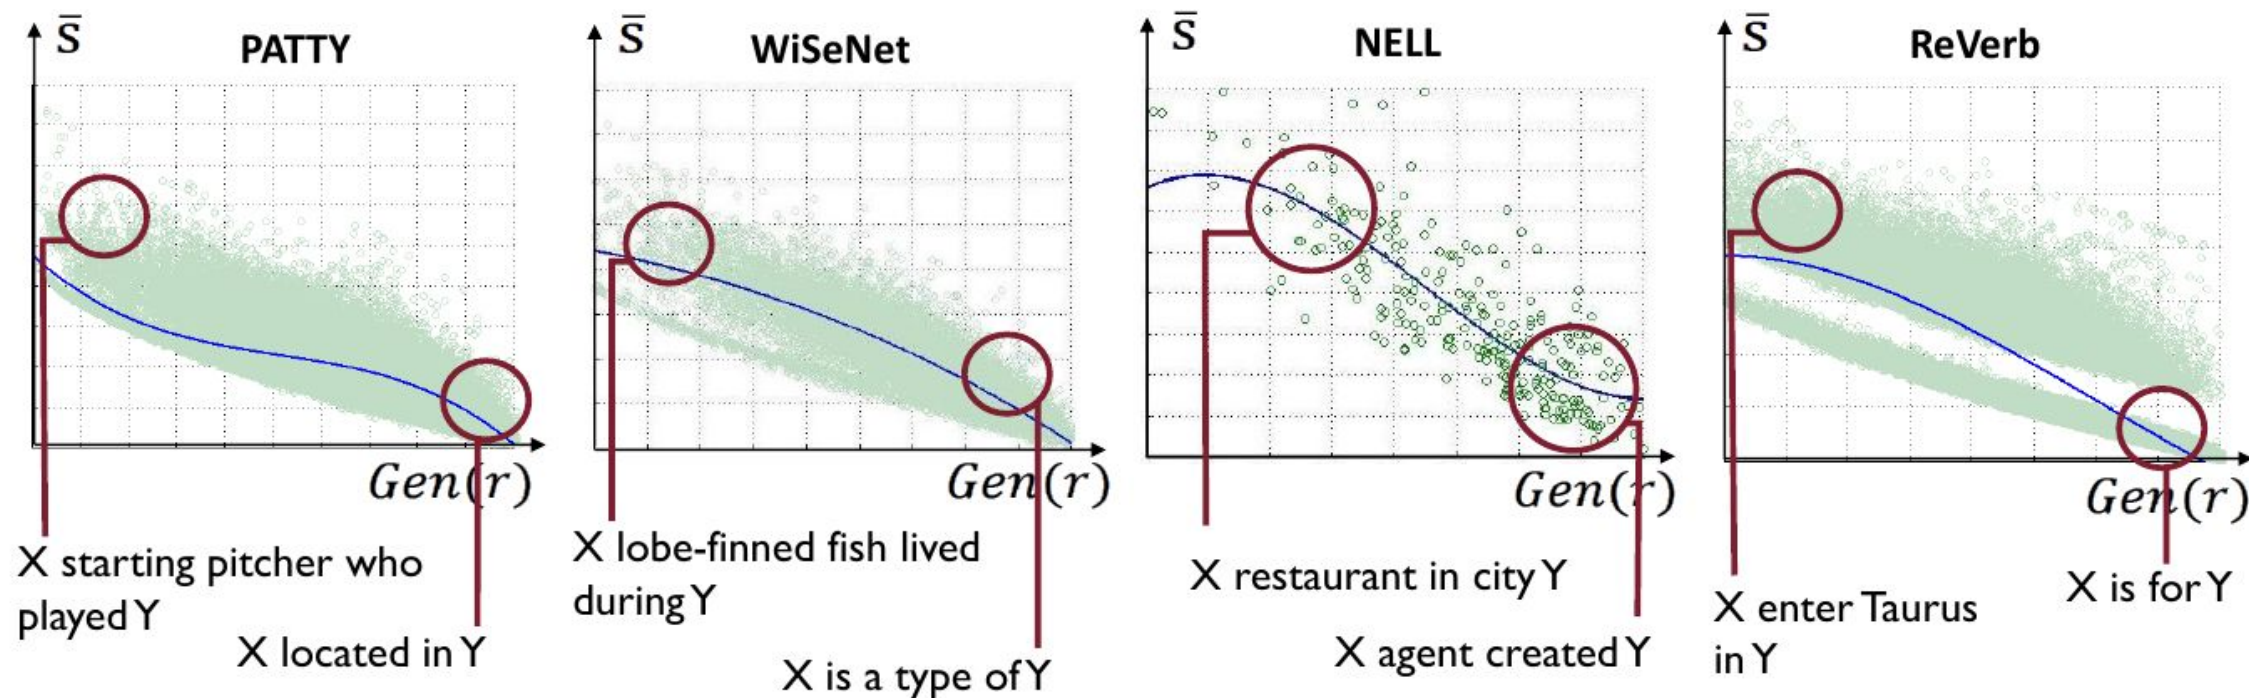 S̄
PATTY
Gen(r)
X starting pitcher who
played Y
X located in Y
S̄
WiSeNet
Gen(r)
X lobe-finned fish lived
during Y
X is a type of Y
S̄
NELL
Gen(r)
X restaurant in city Y
X agent created Y
S̄
ReVerb
Gen(r)
X enter Taurus
in Y
X is for Y